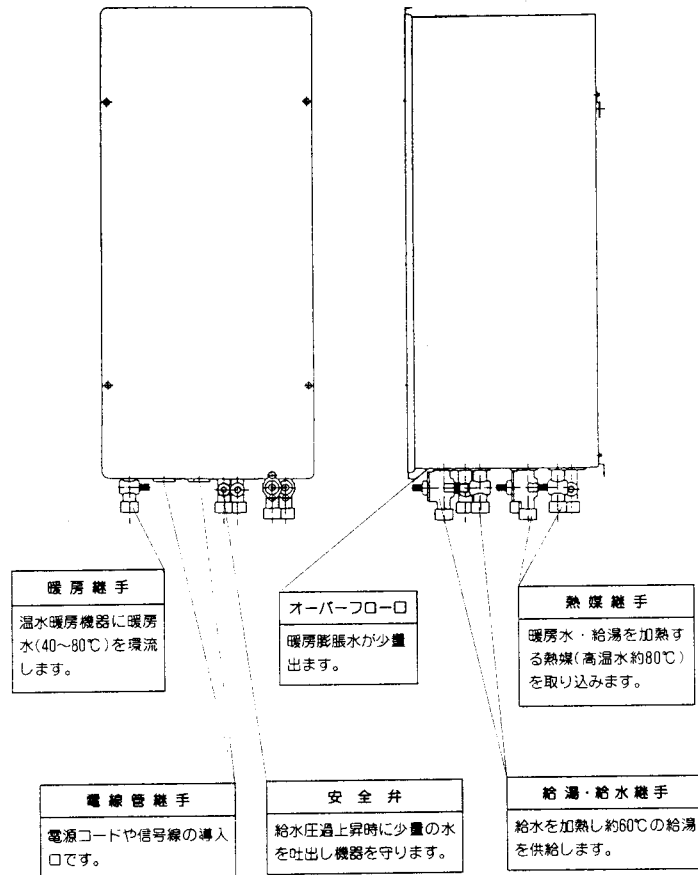 暖房継手
温水暖房機器に暖房
水(40～80℃)を環流
します。
オーバーフロー口
暖房膨脹水が少量
出ます。
熱媒継手
暖房水・給湯を加熱す
る熱媒(高温水約80℃)
を取り込みます。
電線管継手
電源コードや信号線の導入
口です。
安全弁
給水圧過上昇時に少量の水
を吐出し機器を守ります。
給湯・給水継手
給水を加熱し約60℃の給湯
を供給します。